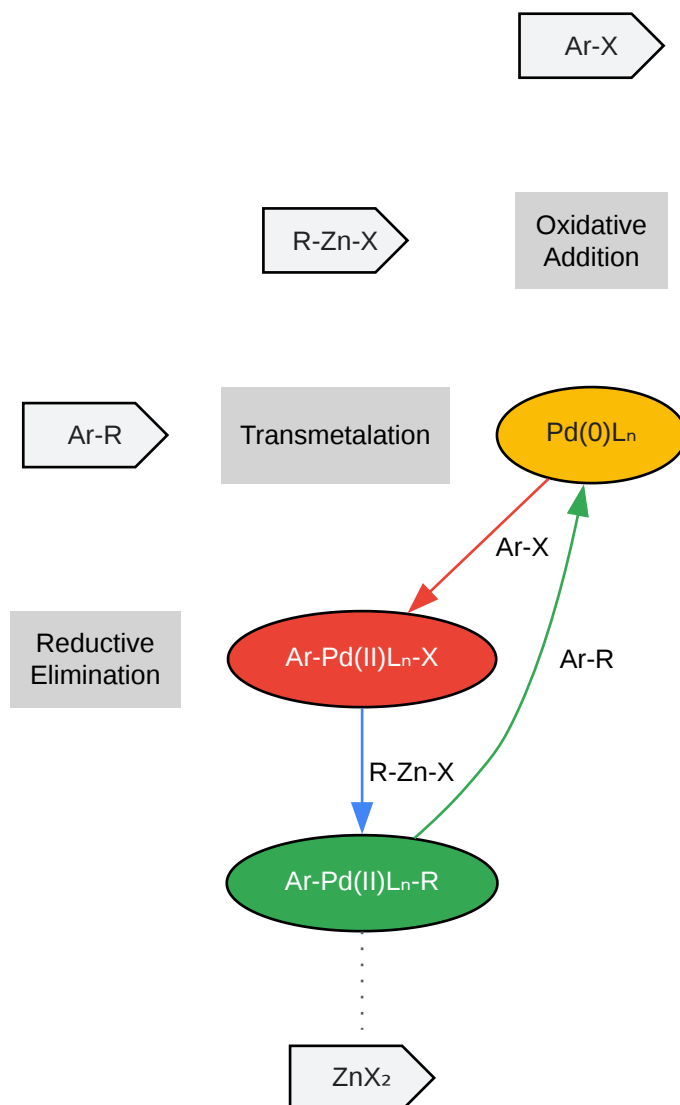 Ar-X
R-Zn-X
Oxidative
Addition
Ar-R
Transmetalation
Pd(0)Lₙ
Ar-X
Reductive
Elimination
Ar-Pd(II)Lₙ-X
Ar-R
R-Zn-X
Ar-Pd(II)Lₙ-R
ZnX₂